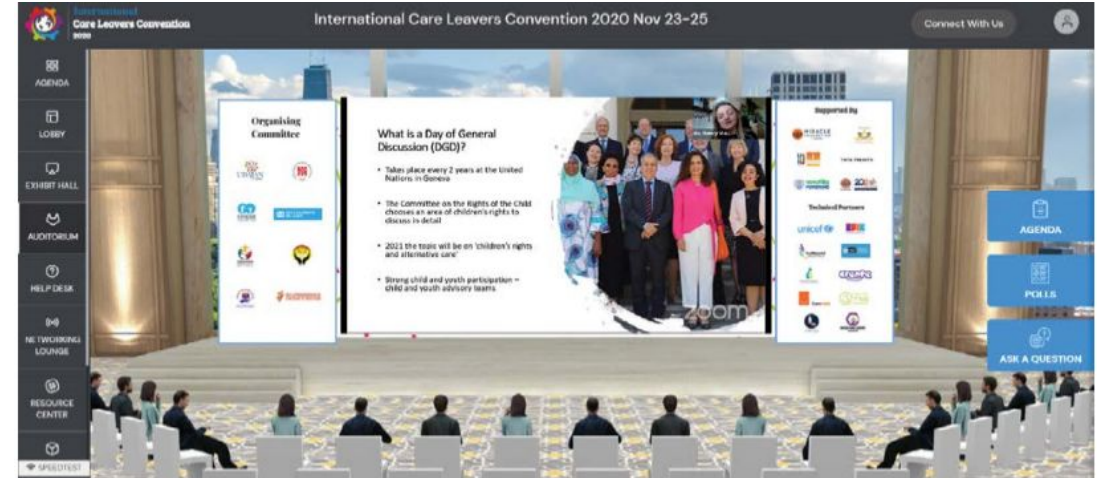 International
Care Leavers Convention
2020
International Care Leavers Convention 2020 Nov 23-25
Connect With Us
AGENDA
LOBBY
EXHIBIT HALL
AUDITORIUM
HELP DESK
NETWORKING
LOUNGE
RESOURCE
CENTER
SPEEDTEST
Organising
Committee
What is a Day of General
Discussion (DGD)?
• Takes place every 2 years at the United
Nations in Geneva
• The Committee on the Rights of the Child
chooses an area of children's rights to
discuss in detail
• 2021 the topic will be on 'children's rights
and alternative care'
• Strong child and youth participation –
child and youth advisory teams
zoom
Supported By
MIRACLE
TATA TRUSTS
Technical Partners
unicef
AGENDA
POLLS
ASK A QUESTION